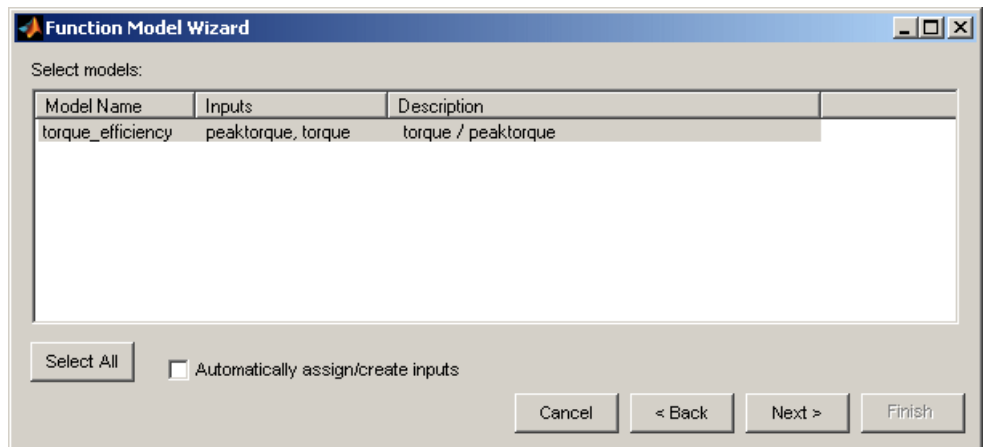 Function Model Wizard
Select models:
Model Name Inputs Description
torque_efficiency peaktorque, torque torque / peaktorque
Select All
Automatically assign/create inputs
Cancel < Back Next > Finish